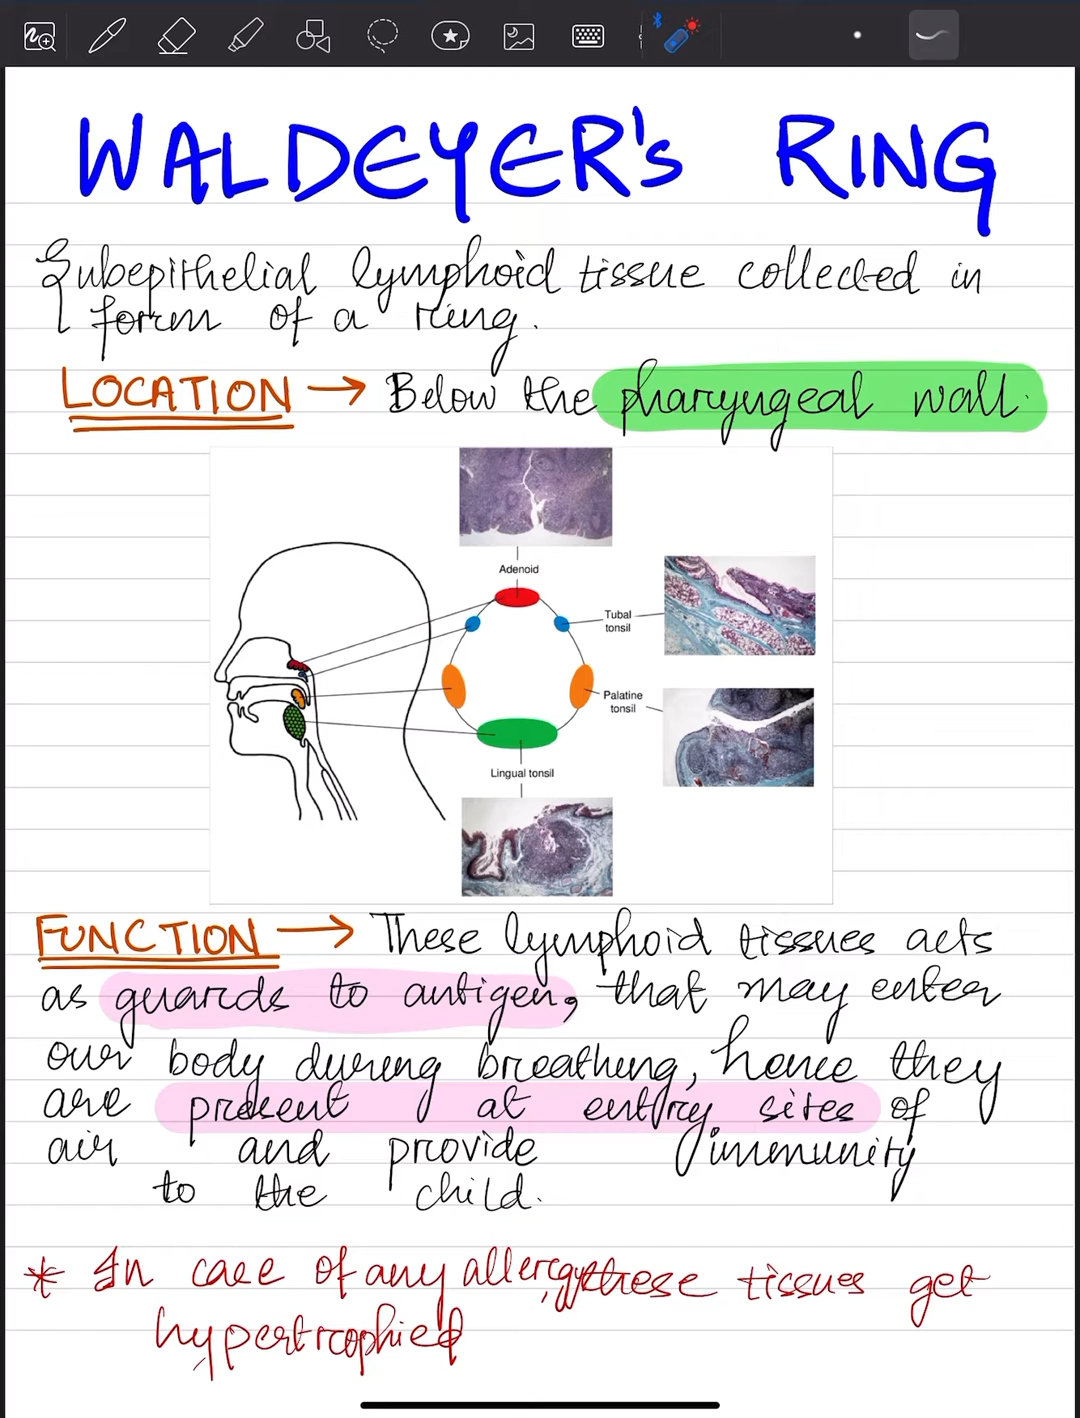 WALDEYER's RING
Subepithelial lymphoid tissue collected in
form of a ring.
LOCATION → Below the pharyngeal wall.
Adenoid
Tubal
tonsil
Palatine
tonsil
Lingual tonsil
FUNCTION → These lymphoid tissues acts
as guards to antigen, that may enter
our body during breathing, hence they
are present at entry sites of
air and provide immunity
to the child.
* In case of any allergy, these tissues get
hypertrophied